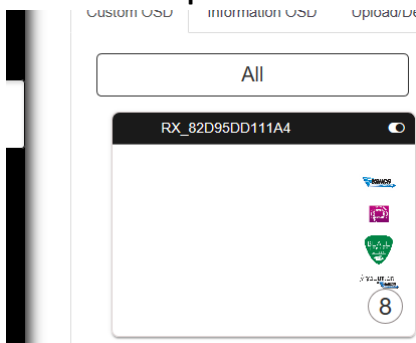 Custom OSD Information OSD Upload/De
All
RX_82D95DD111A4
8